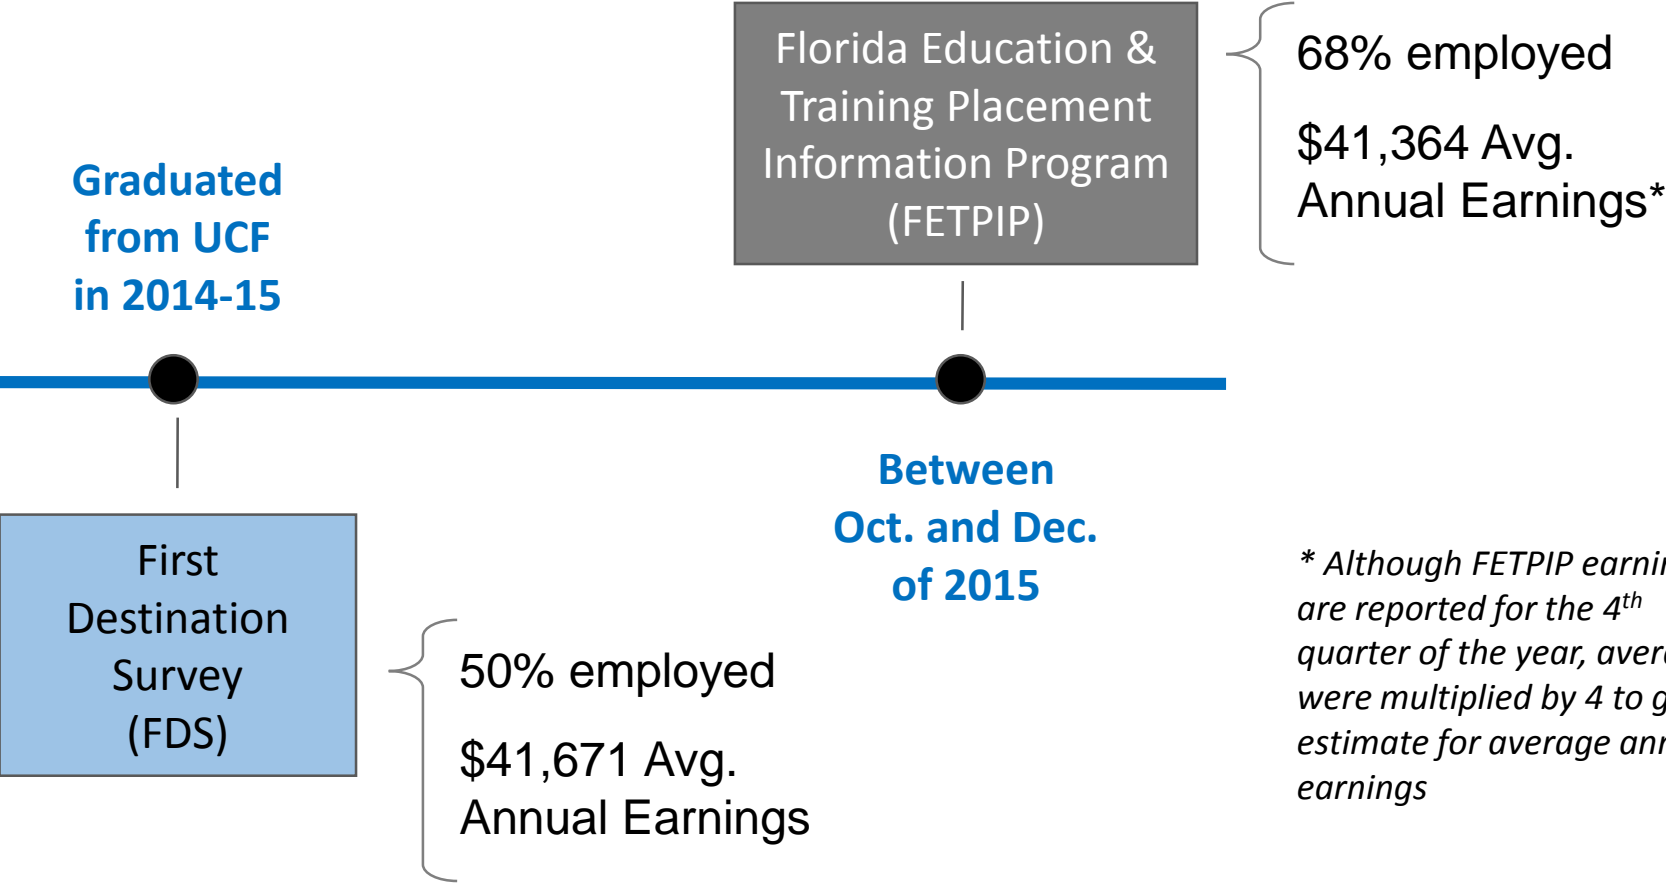 Florida Education &
Training Placement
Information Program
(FETPIP)
68% employed
$41,364 Avg.
Annual Earnings*
Graduated
from UCF
in 2014-15
Between
Oct. and Dec.
of 2015
First
Destination
Survey
(FDS)
50% employed
$41,671 Avg.
Annual Earnings
* Although FETPIP
are reported for the 4th
quarter of the year,
were multiplied by 4 to
estimate for average
earnings